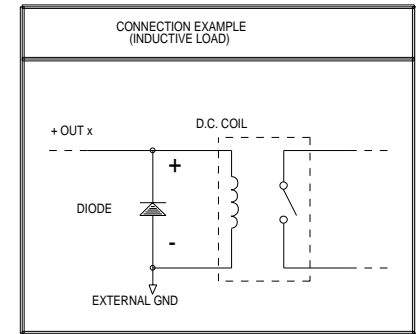 CONNECTION EXAMPLE
(INDUCTIVE LOAD)
+ OUT x
D.C. COIL
+
DIODE
-
EXTERNAL GND